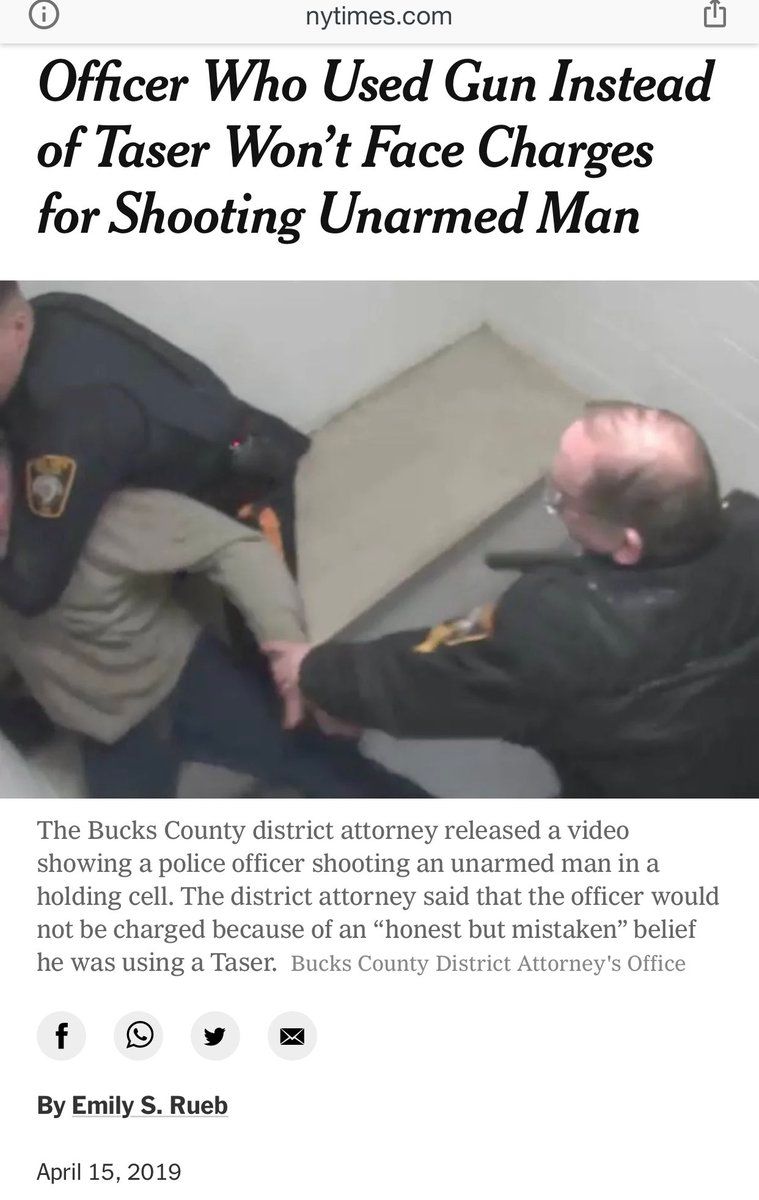 nytimes.com
Officer Who Used Gun Instead
of Taser Won’t Face Charges
for Shooting Unarmed Man
The Bucks County district attorney released a video
showing a police officer shooting an unarmed man in a
holding cell. The district attorney said that the officer would
not be charged because of an “honest but mistaken” belief
he was using a Taser. Bucks County District Attorney's Office
By Emily S. Rueb
April 15, 2019